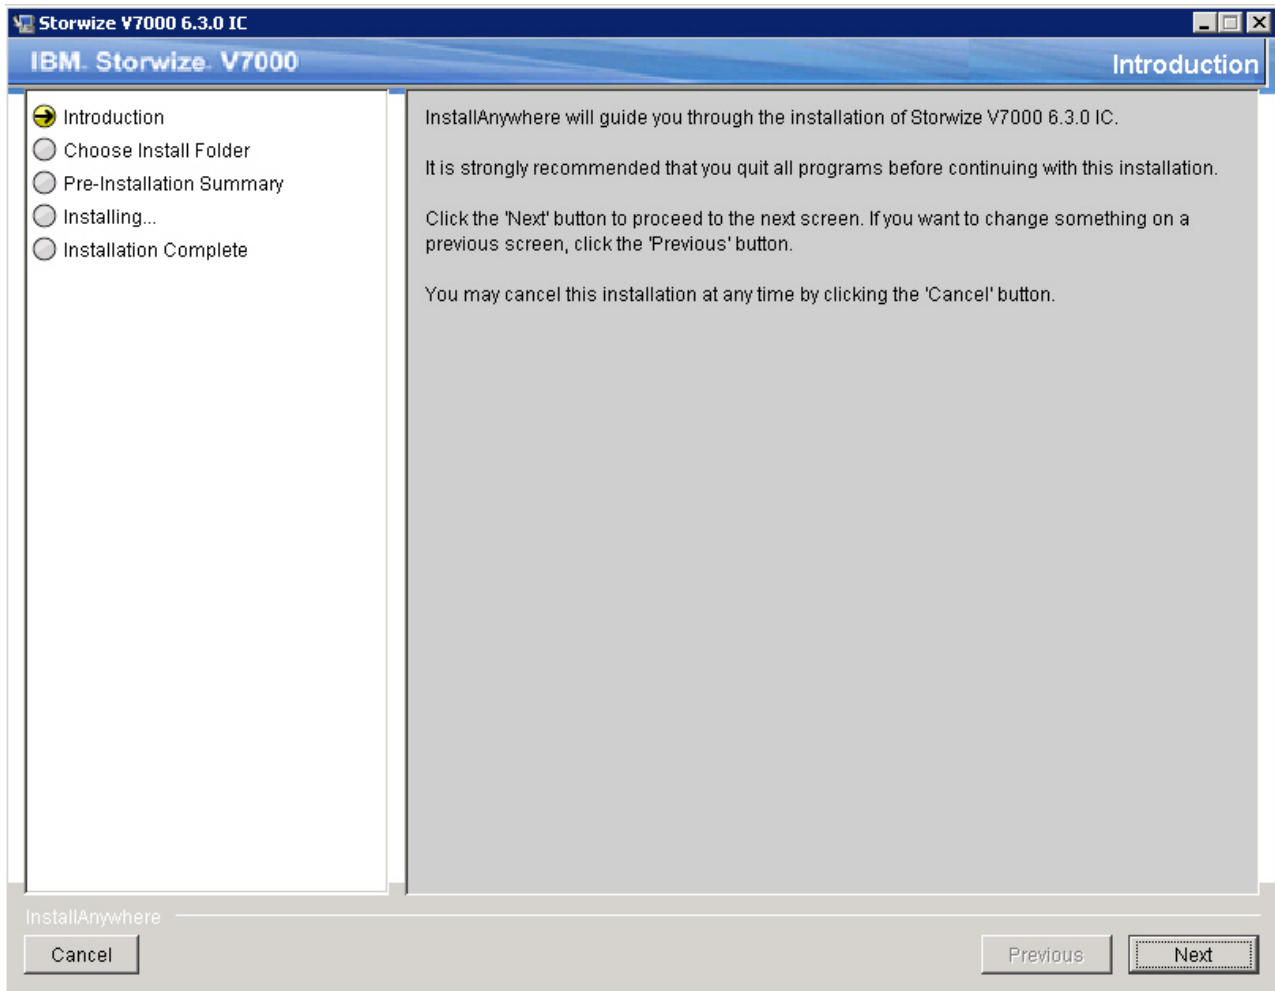 Storwize V7000 6.3.0 IC
IBM. Storwize. V7000
Introduction
Introduction
Choose Install Folder
Pre-Installation Summary
Installing...
Installation Complete
InstallAnywhere will guide you through the installation of Storwize V7000 6.3.0 IC.
It is strongly recommended that you quit all programs before continuing with this installation.
Click the 'Next' button to proceed to the next screen. If you want to change something on a
previous screen, click the 'Previous' button.
You may cancel this installation at any time by clicking the 'Cancel' button.
InstallAnywhere
Cancel
Previous
Next